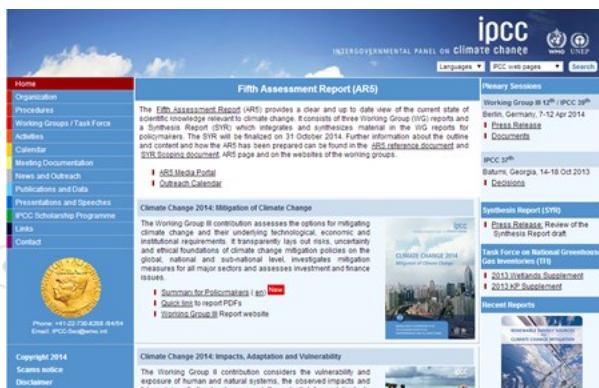 ipcc
INTERGOVERNMENTAL PANEL ON climate change
WMO UNEP
Languages IPCC web pages Search
Home
Organization
Procedures
Working Groups / Task Force
Activities
Calendar
Meeting Documentation
News and Outreach
Publications and Data
Presentations and Speeches
IPCC Scholarship Programme
Links
Contact
Phone: +41-22-730-8208 /84/54
Email: IPCC-Sec@wmo.int
Copyright 2014
Scams notice
Disclaimer
Fifth Assessment Report (AR5)
The Fifth Assessment Report (AR5) provides a clear and up to date view of the current state of
scientific knowledge relevant to climate change. It consists of three Working Group (WG) reports and
a Synthesis Report (SYR) which integrates and synthesizes material in the WG reports for
policymakers. The SYR will be finalized on 31 October 2014. Further information about the outline
and content and how the AR5 has been prepared can be found in the AR5 reference document and
SYR Scoping document, AR5 page and on the websites of the working groups.
AR5 Media Portal
Outreach Calendar
Climate Change 2014: Mitigation of Climate Change
The Working Group III contribution assesses the options for mitigating
climate change and their underlying technological, economic and
institutional requirements. It transparently lays out risks, uncertainty
and ethical foundations of climate change mitigation policies on the
global, national and sub-national level, investigates mitigation
measures for all major sectors and assesses investment and finance
issues.
Summary for Policymakers ( en) New
Quick link to report PDFs
Working Group III Report website
ipcc
CLIMATE CHANGE 2014
Mitigation of Climate Change
Climate Change 2014: Impacts, Adaptation and Vulnerability
The Working Group II contribution considers the vulnerability and
exposure of human and natural systems, the observed impacts and
Plenary Sessions
Working Group III 12th / IPCC 39th
Berlin, Germany, 7-12 Apr 2014
Press Release
Documents
IPCC 37th
Batumi, Georgia, 14-18 Oct 2013
Decisions
Synthesis Report (SYR)
Press Release: Review of the
Synthesis Report draft
Task Force on National Greenhouse
Gas Inventories (TFI)
2013 Wetlands Supplement
2013 KP Supplement
Recent Reports
RENEWABLE ENERGY SOURCES
CLIMATE CHANGE MITIGATION